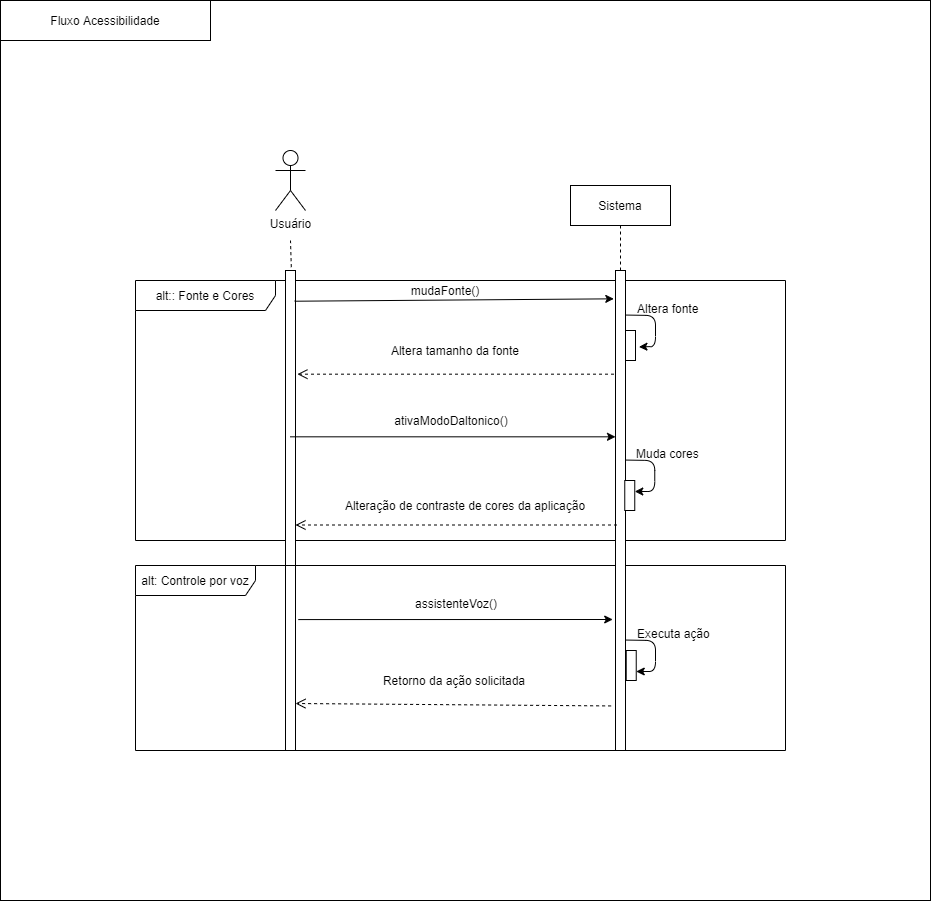 Fluxo Acessibilidade
Usuário
Sistema
alt:: Fonte e Cores
mudaFonte()
Altera fonte
Altera tamanho da fonte
ativaModoDaltonico()
Muda cores
Alteração de contraste de cores da aplicação
alt: Controle por voz
assistenteVoz()
Executa ação
Retorno da ação solicitada